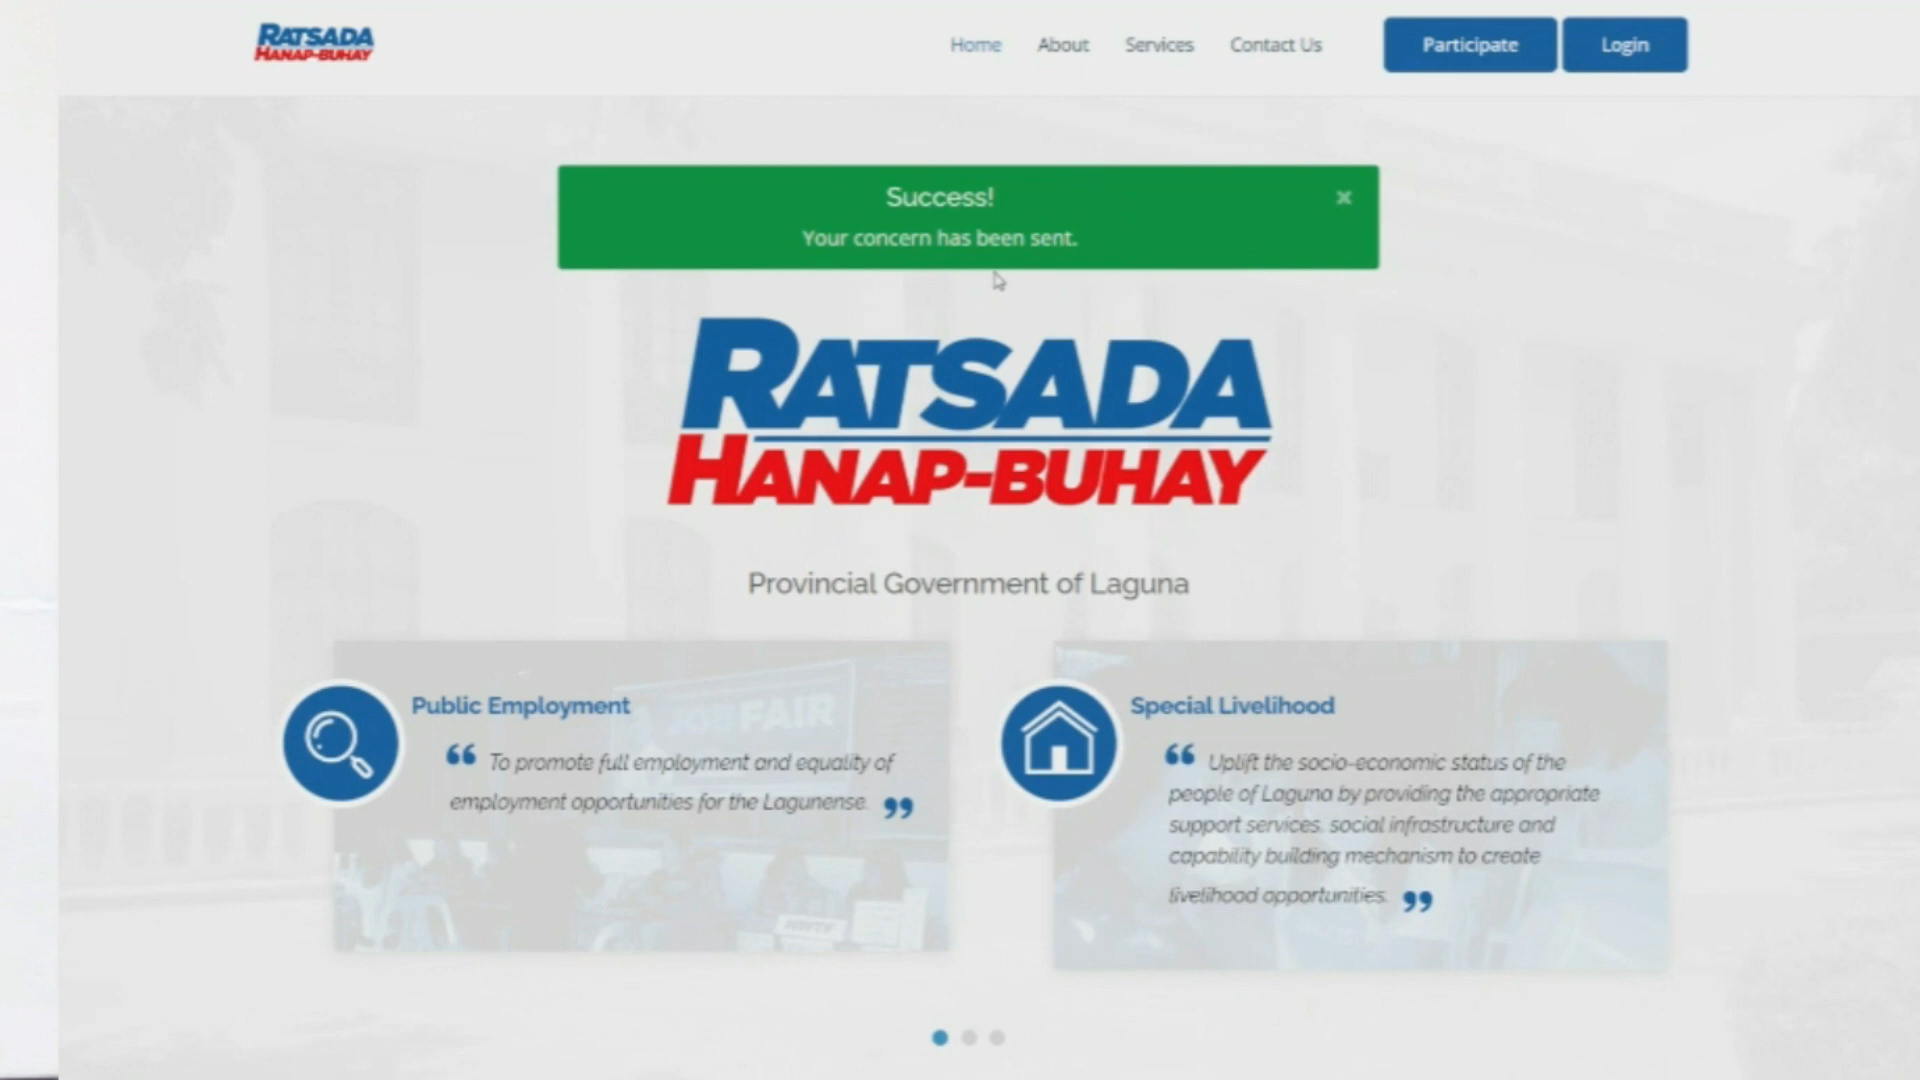 RATSADA
HANAP-BUHAY
Home
About
Services
Contact Us
Participate
Login
Success!
×
Your concern has been sent.
RATSADA
HANAP-BUHAY
Provincial Government of Laguna
Public Employment
“ To promote full employment and equality of
employment opportunities for the Lagunense. ”
JOB FAIR
Special Livelihood
“ Uplift the socio-economic status of the
people of Laguna by providing the appropriate
support services, social infrastructure and
capability building mechanism to create
livelihood opportunities. ”